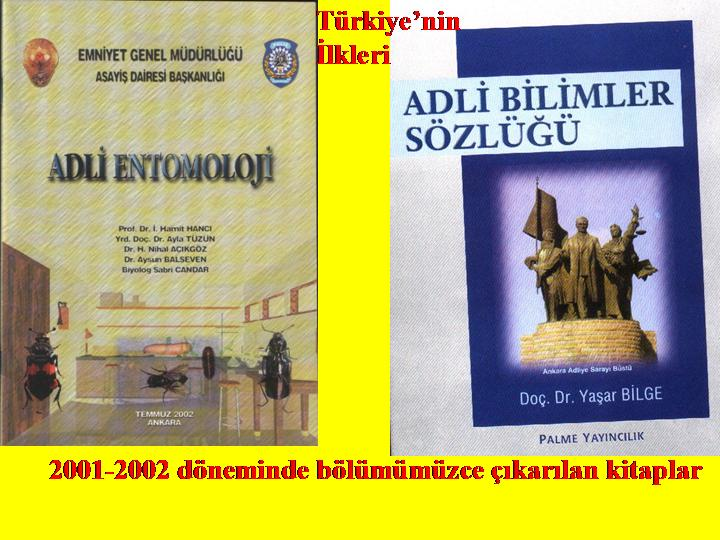 Türkiye’nin
İlkleri
EMNİYET GENEL MÜDÜRLÜĞÜ
ASAYİŞ DAİRESİ BAŞKANLIĞI
ADLİ ENTOMOLOJİ
Prof. Dr. İ. Hamit HANCI
Yrd. Doç. Dr. Ayla TÜZÜN
Dr. H. Nihal AÇIKGÖZ
Dr. Aysun BALSEVEN
Biyolog Sabri CANDAR
TEMMUZ 2002
ANKARA
ADLİ BİLİMLER
SÖZLÜĞÜ
Ankara Adliye Sarayı Büstü
Doç. Dr. Yaşar BİLGE
PALME YAYINCILIK
2001-2002 döneminde bölümümüzce çıkarılan kitaplar